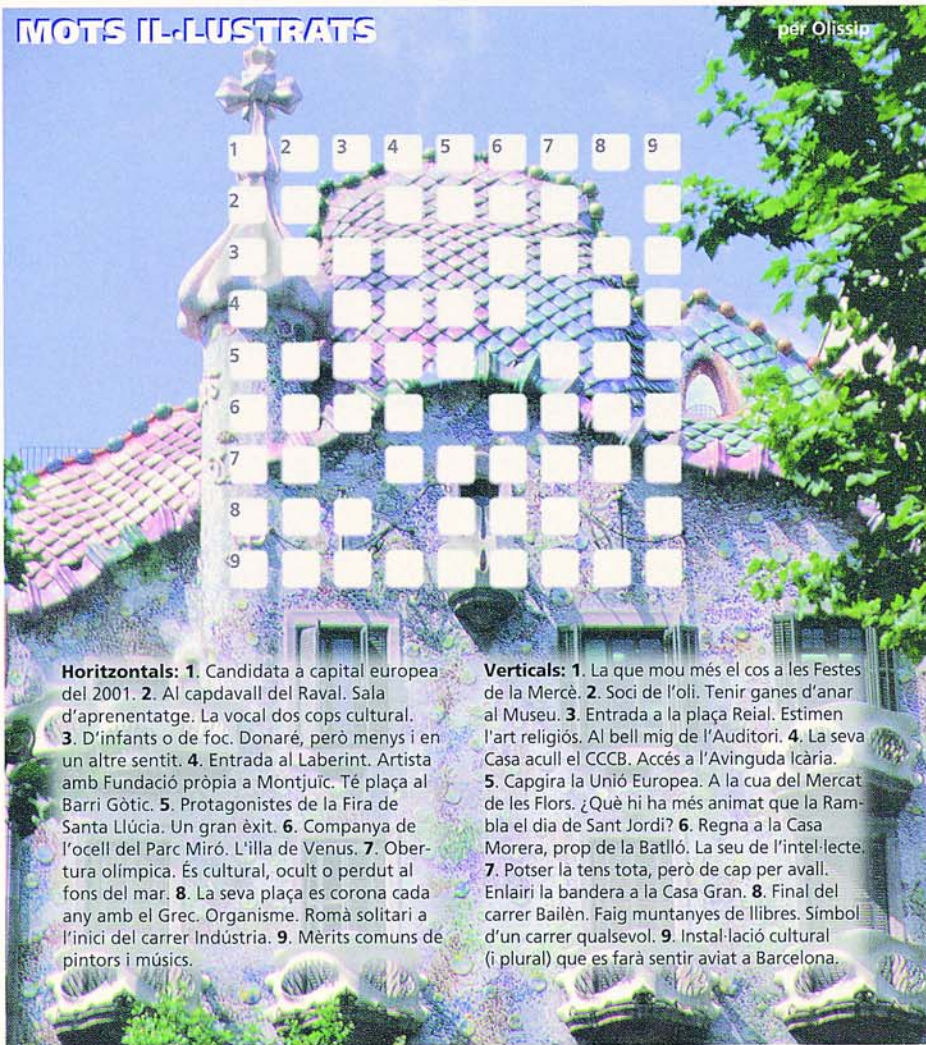 MOTS IL·LUSTRATS
per Olissip
1 2 3 4 5 6 7 8 9
2
3
4
5
6
7
8
9
Horitzontals: 1. Candidata a capital europea
del 2001. 2. Al capdavall del Raval. Sala
d'aprenentatge. La vocal dos cops cultural.
3. D'infants o de foc. Donaré, però menys i en
un altre sentit. 4. Entrada al Laberint. Artista
amb Fundació pròpia a Montjuïc. Té plaça al
Barri Gòtic. 5. Protagonistes de la Fira de
Santa Llúcia. Un gran èxit. 6. Companya de
l'ocell del Parc Miró. L'illa de Venus. 7. Ober-
tura olímpica. És cultural, ocult o perdut al
fons del mar. 8. La seva plaça es corona cada
any amb el Grec. Organisme. Romà solitari a
l'inici del carrer Indústria. 9. Mèrits comuns de
pintors i músics.
Verticals: 1. La que mou més el cos a les Festes
de la Mercè. 2. Soci de l'oli. Tenir ganes d'anar
al Museu. 3. Entrada a la plaça Reial. Estimen
l'art religiós. Al bell mig de l'Auditori. 4. La seva
Casa acull el CCCB. Accés a l'Avinguda Icària.
5. Capgira la Unió Europea. A la cua del Mercat
de les Flors. ¿Què hi ha més animat que la Ram-
bla el dia de Sant Jordi? 6. Regna a la Casa
Morera, prop de la Batlló. La seu de l'intel·lecte.
7. Potser la tens tota, però de cap per avall.
Enlairi la bandera a la Casa Gran. 8. Final del
carrer Bailèn. Faig muntanyes de llibres. Símbol
d'un carrer qualsevol. 9. Instal·lació cultural
(i plural) que es farà sentir aviat a Barcelona.